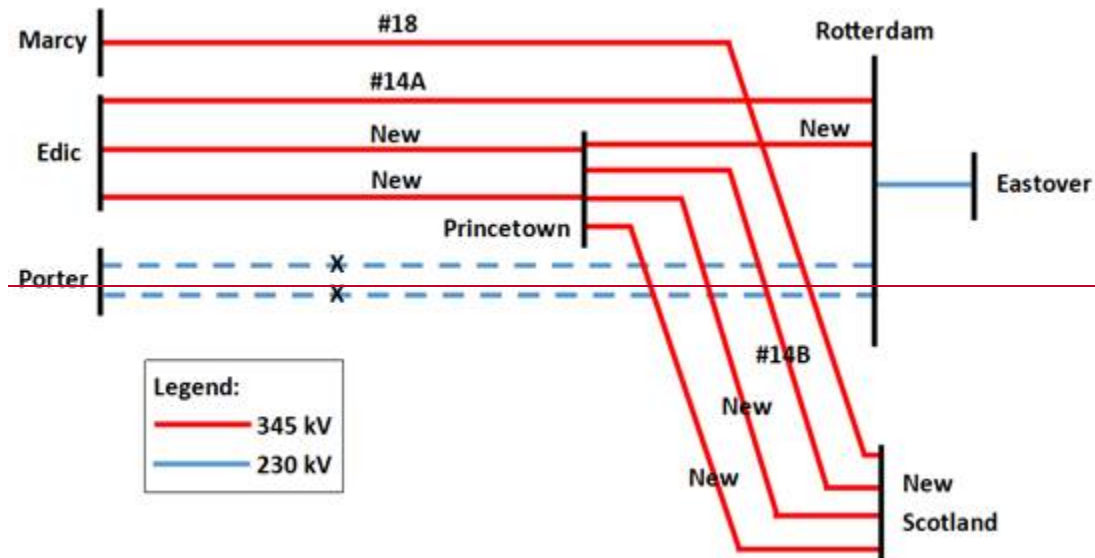 #18
Marcy
Rotterdam
#14A
New
New
Edic
New
Eastover
Princetown
X
Porter
X
#14B
Legend:
345 kV
230 kV
New
New
New
Scotland